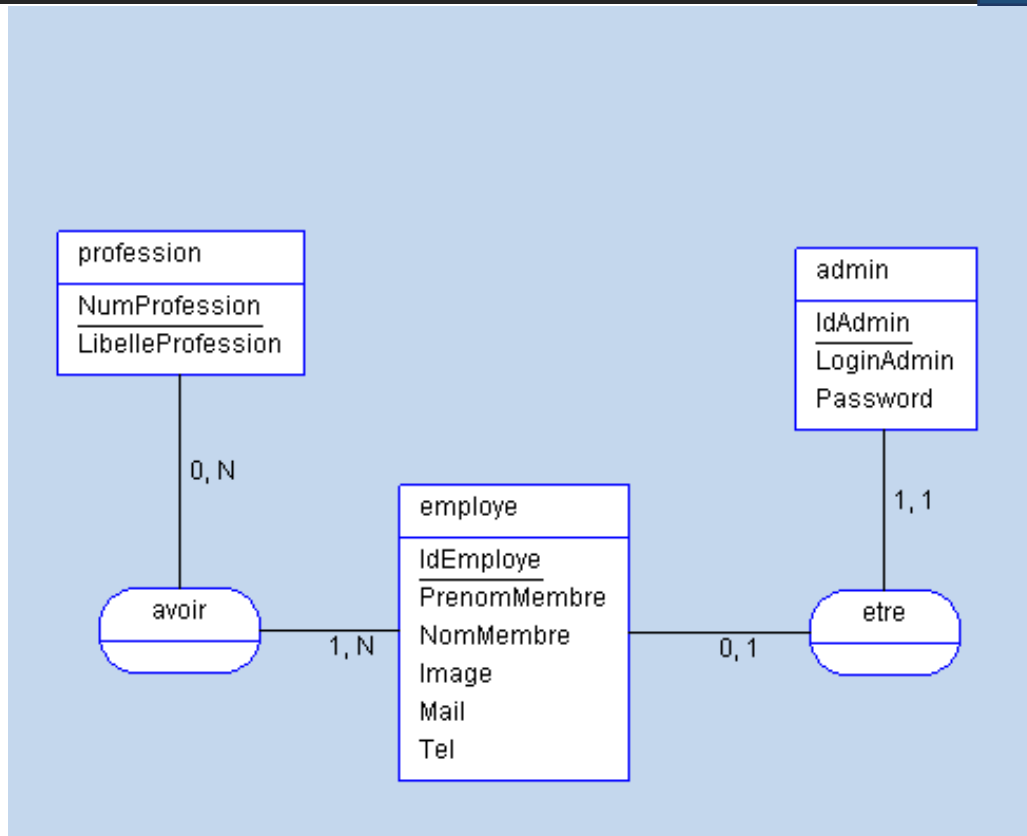 profession
NumProfession
LibelleProfession
admin
IdAdmin
LoginAdmin
Password
0, N
1, 1
employe
IdEmploye
PrenomMembre
NomMembre
Image
Mail
Tel
avoir
1, N
0, 1
etre